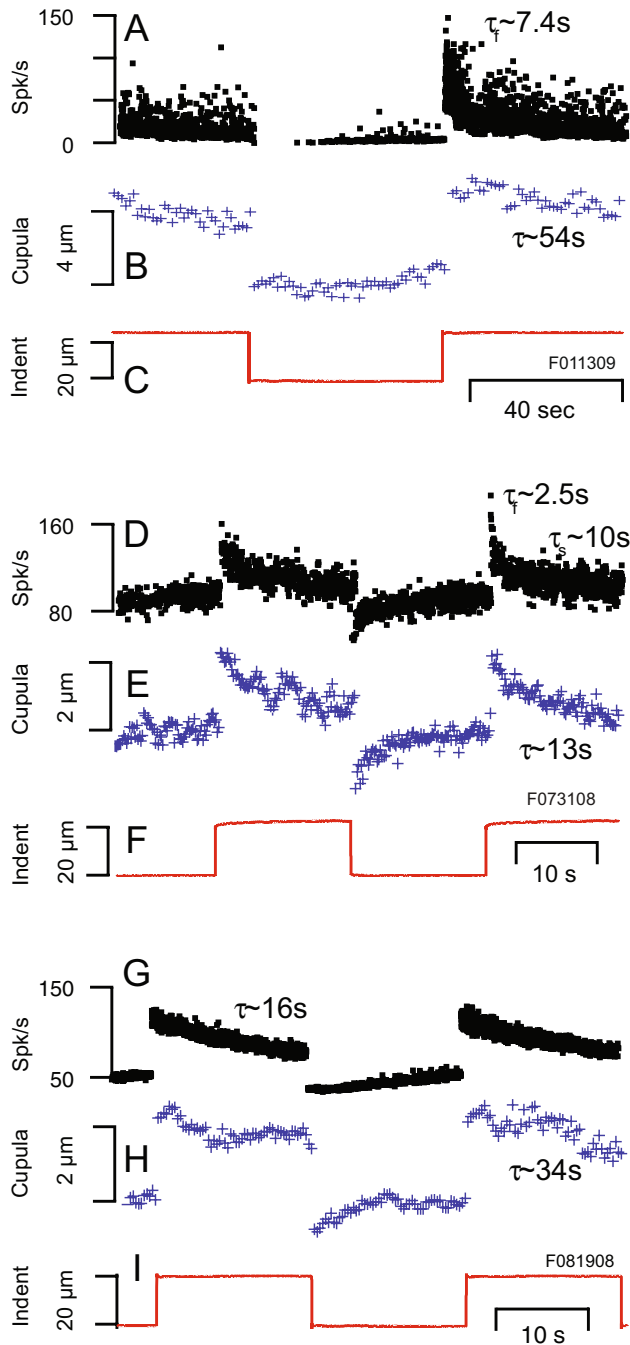 A
150
0
Spk/s
τf~7.4s
Cupula
4 µm
B
τ~54s
Indent
20 µm
C
F011309
40 sec
D
160
80
Spk/s
τf~2.5s
τs~10s
Cupula
2 µm
E
τ~13s
F073108
Indent
20 µm
F
10 s
G
150
50
Spk/s
τ~16s
Cupula
2 µm
H
τ~34s
I
F081908
Indent
20 µm
10 s